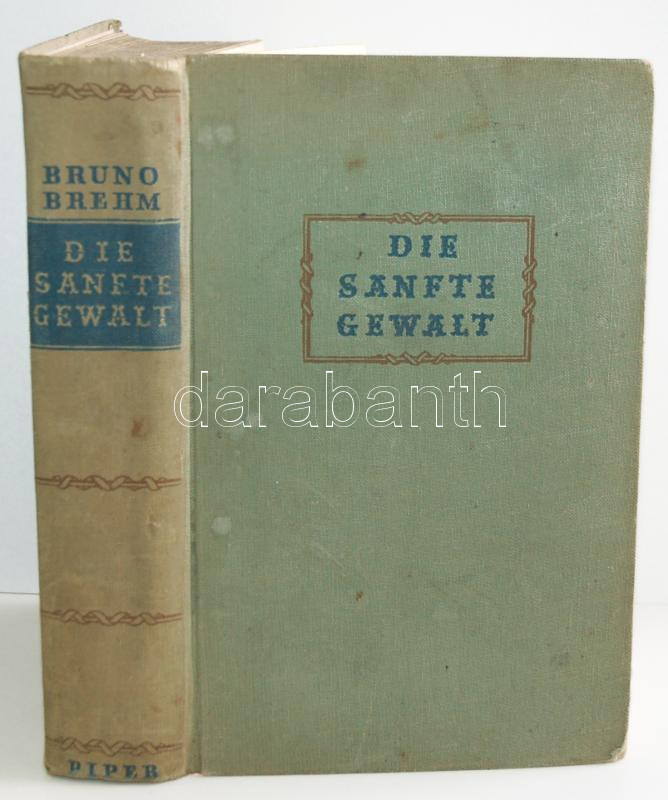 BRUNO
BREHM
DIE
SANFTE
GEWALT
PIPER
DIE
SANFTE
GEWALT
darabanth